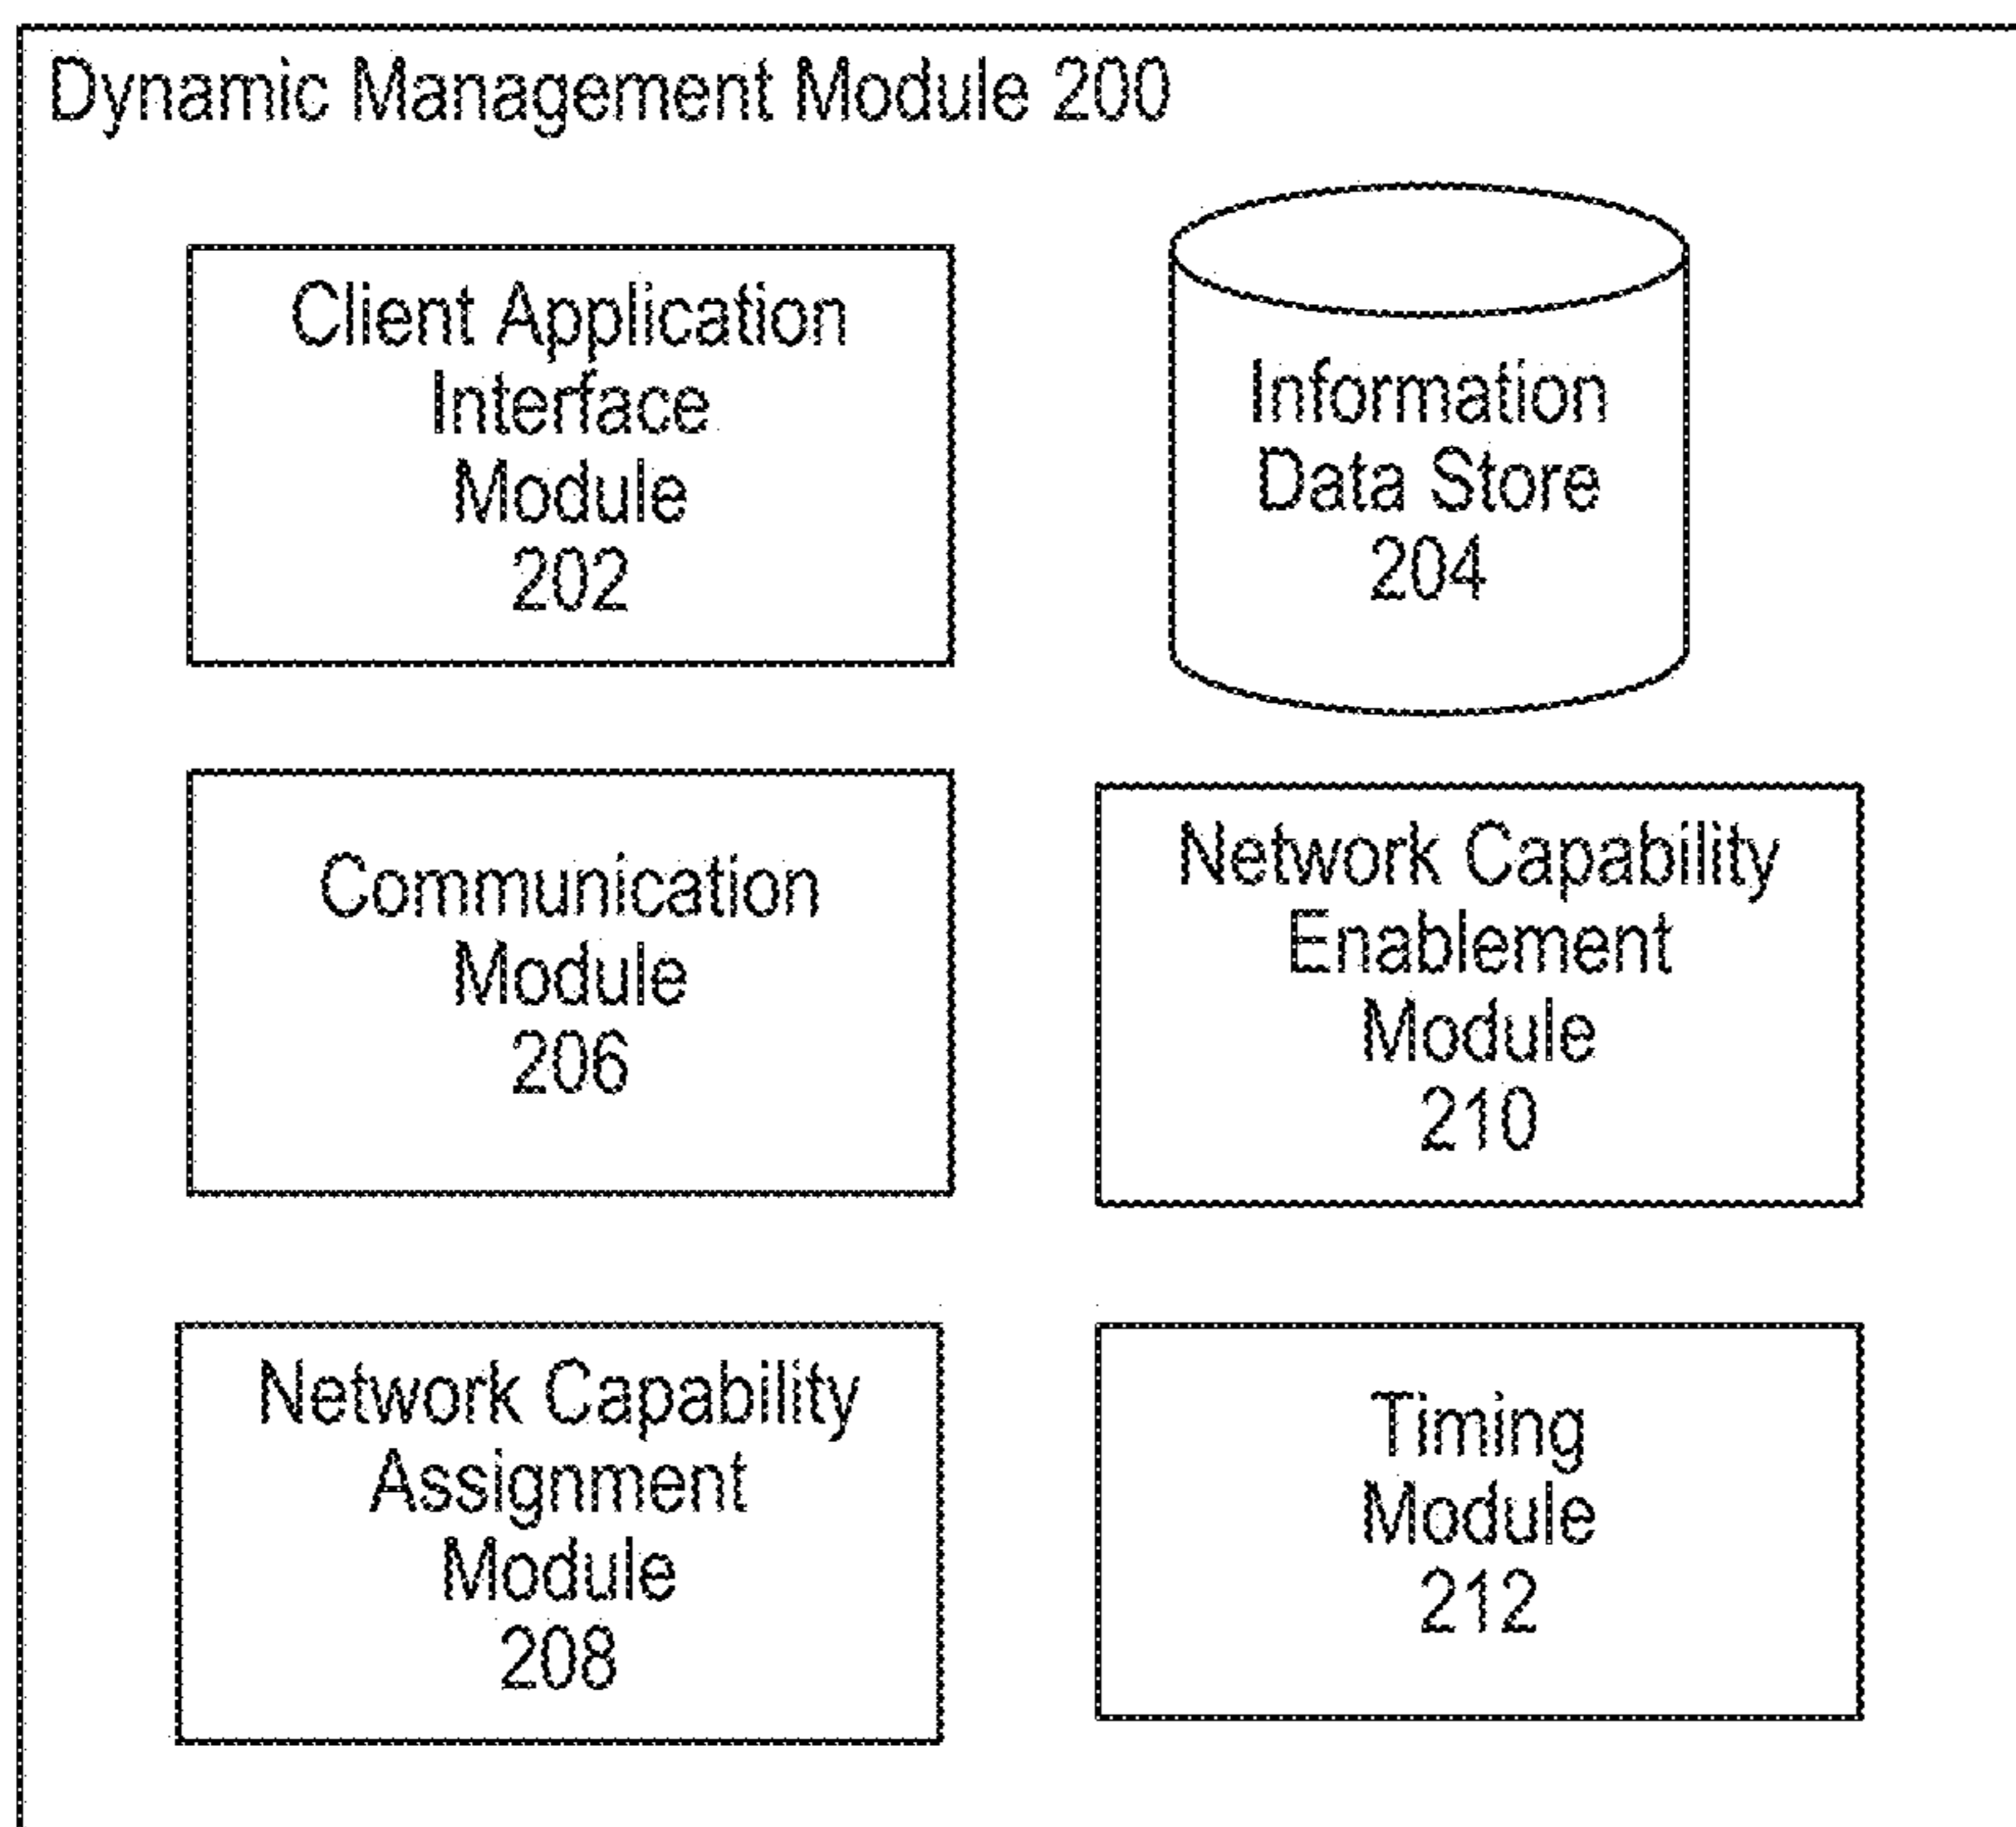 Dynamic Management Module 200
Client Application
Interface
Module
202
Information
Data Store
204
Communication
Module
206
Network Capability
Enablement
Module
210
Network Capability
Assignment
Module
208
Timing
Module
212